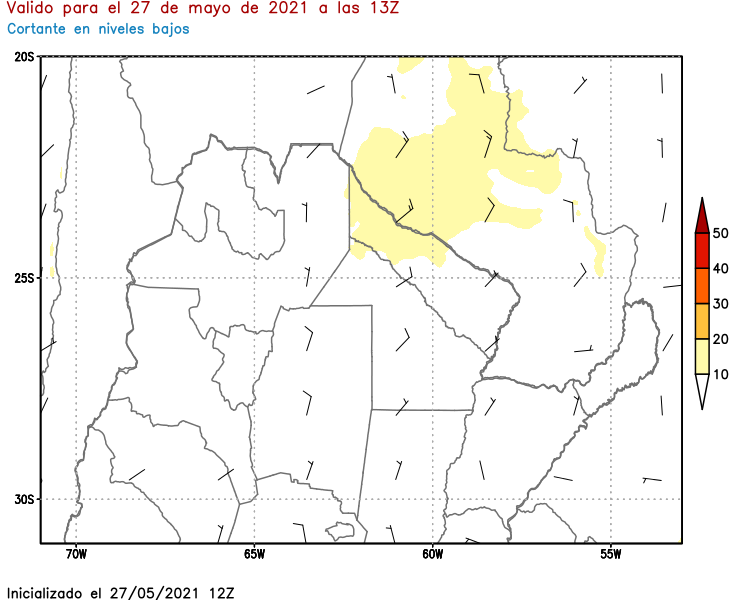 Valido para el 27 de mayo de 2021 a las 13Z
Cortante en niveles bajos
20S
25S
30S
70W 65W 60W 55W
50
40
30
20
10
Inicializado el 27/05/2021 12Z